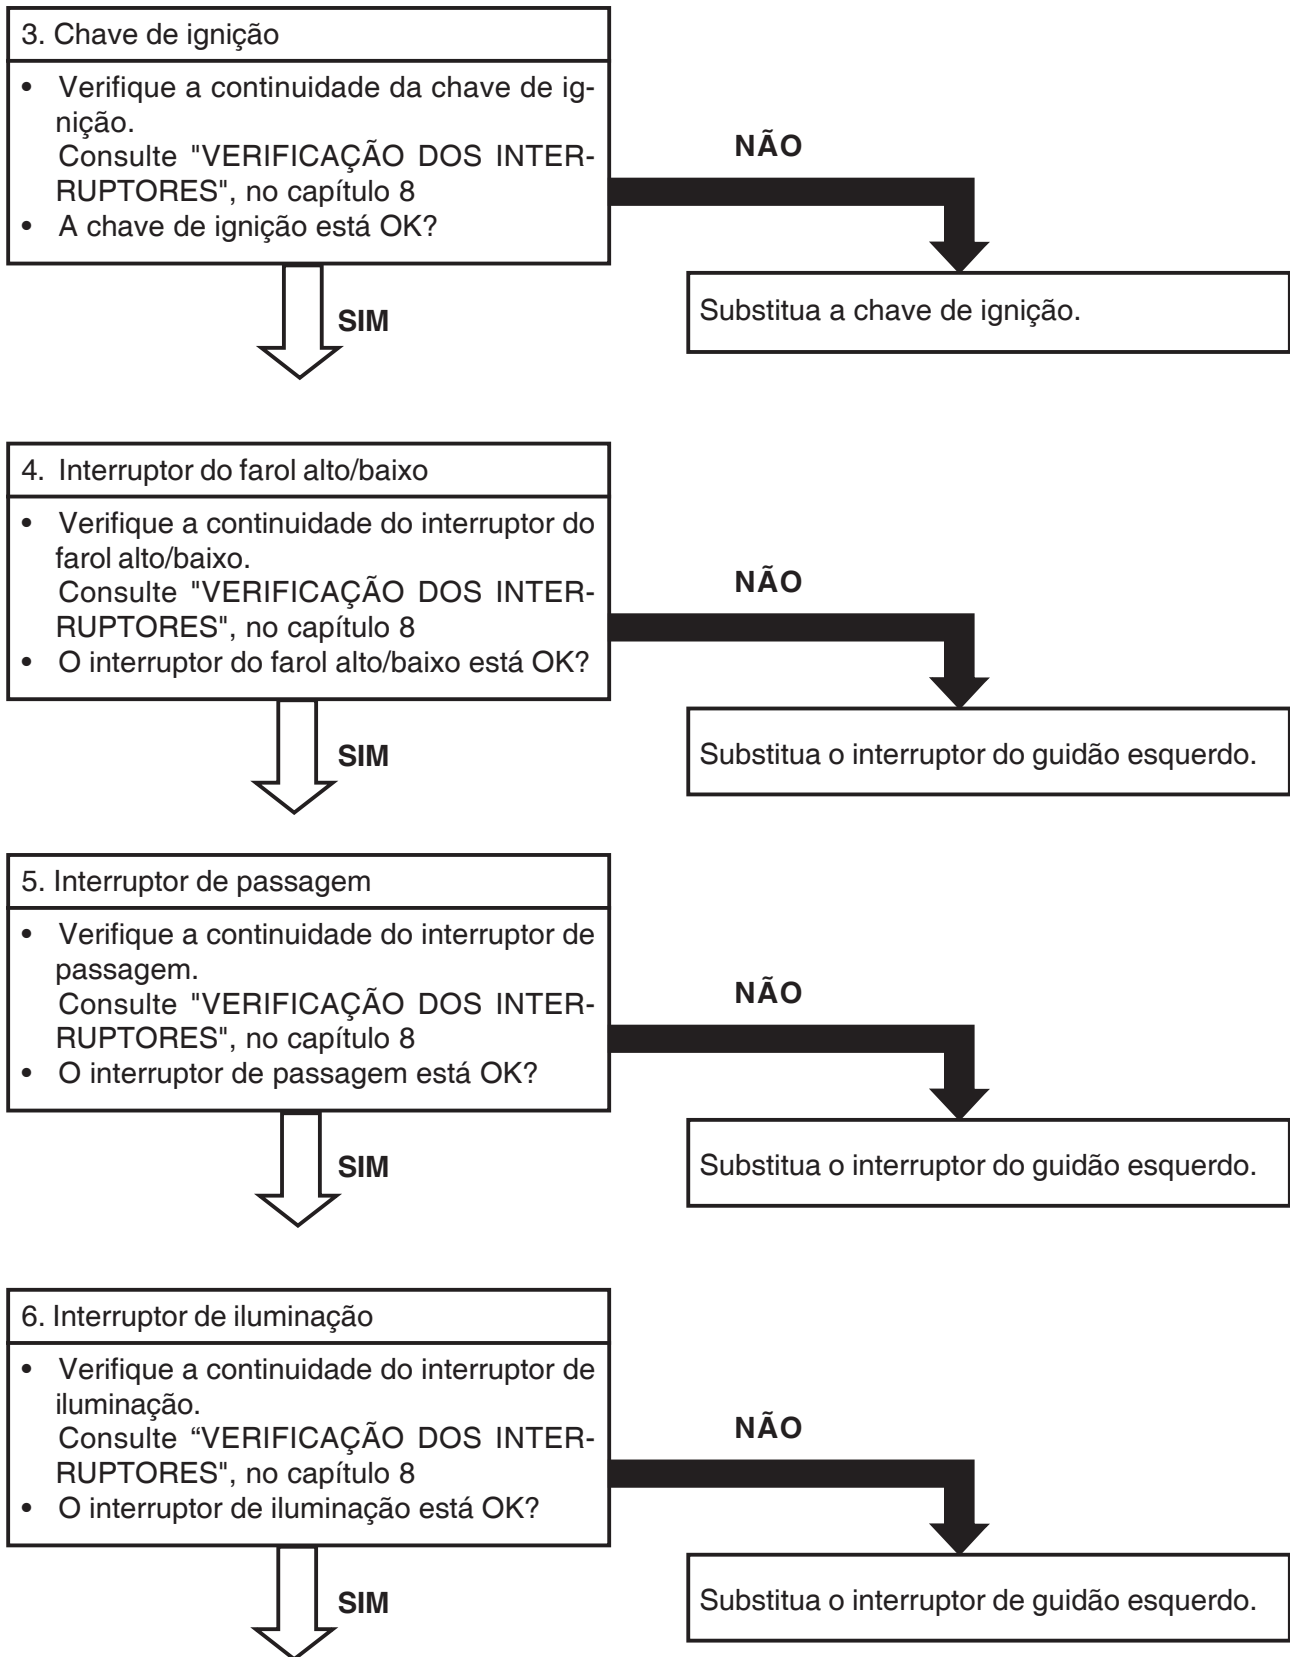 3. Chave de ignição
• Verifique a continuidade da chave de ig-
nição.
Consulte "VERIFICAÇÃO DOS INTER-
RUPTORES", no capítulo 8
• A chave de ignição está OK?
NÃO
SIM
Substitua a chave de ignição.
4. Interruptor do farol alto/baixo
• Verifique a continuidade do interruptor do
farol alto/baixo.
Consulte "VERIFICAÇÃO DOS INTER-
RUPTORES", no capítulo 8
• O interruptor do farol alto/baixo está OK?
NÃO
SIM
Substitua o interruptor do guidão esquerdo.
5. Interruptor de passagem
• Verifique a continuidade do interruptor de
passagem.
Consulte "VERIFICAÇÃO DOS INTER-
RUPTORES", no capítulo 8
• O interruptor de passagem está OK?
NÃO
SIM
Substitua o interruptor do guidão esquerdo.
6. Interruptor de iluminação
• Verifique a continuidade do interruptor de
iluminação.
Consulte “VERIFICAÇÃO DOS INTER-
RUPTORES", no capítulo 8
• O interruptor de iluminação está OK?
NÃO
SIM
Substitua o interruptor de guidão esquerdo.